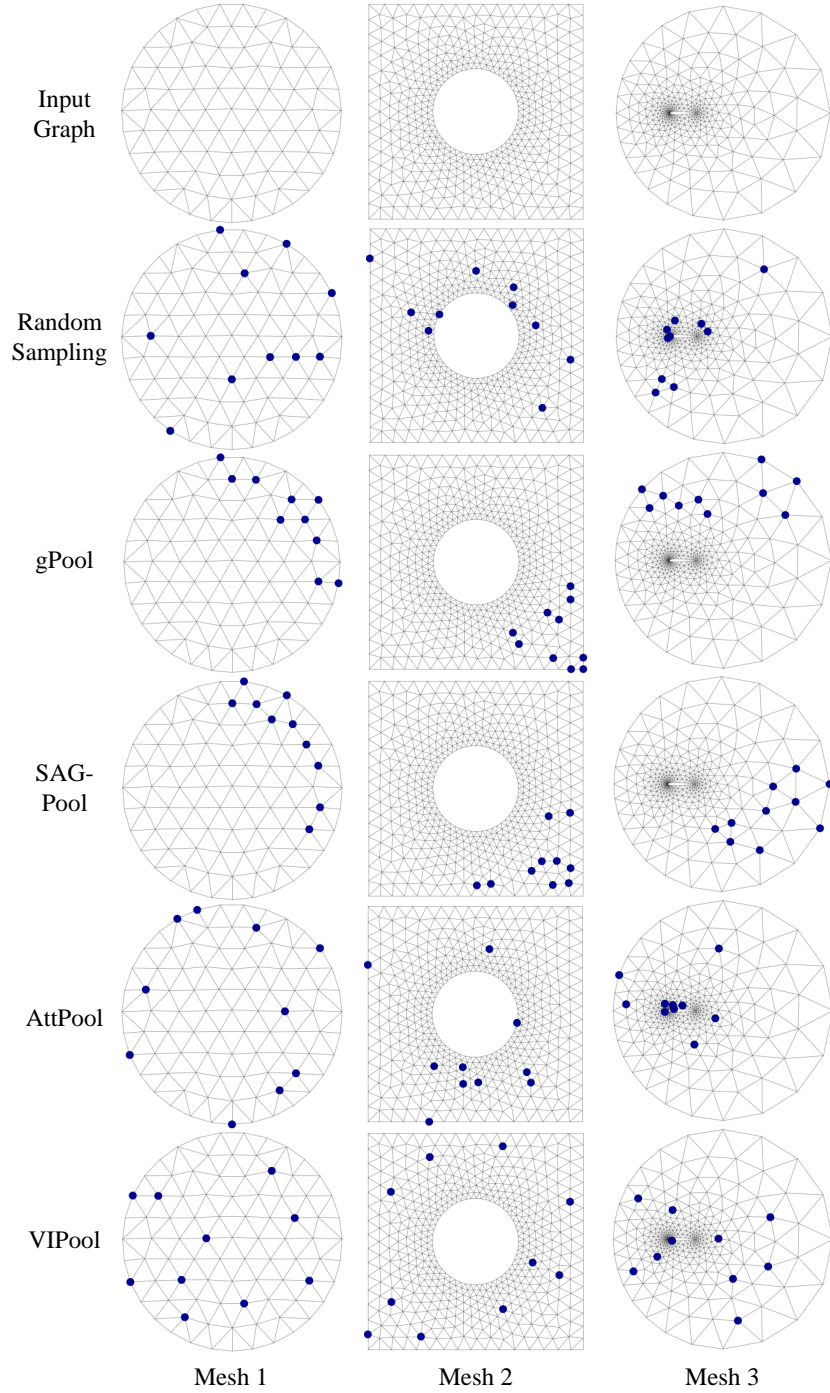 Input
Graph
Random
Sampling
gPool
SAG-
Pool
AttPool
VIPool
Mesh 1
Mesh 2
Mesh 3